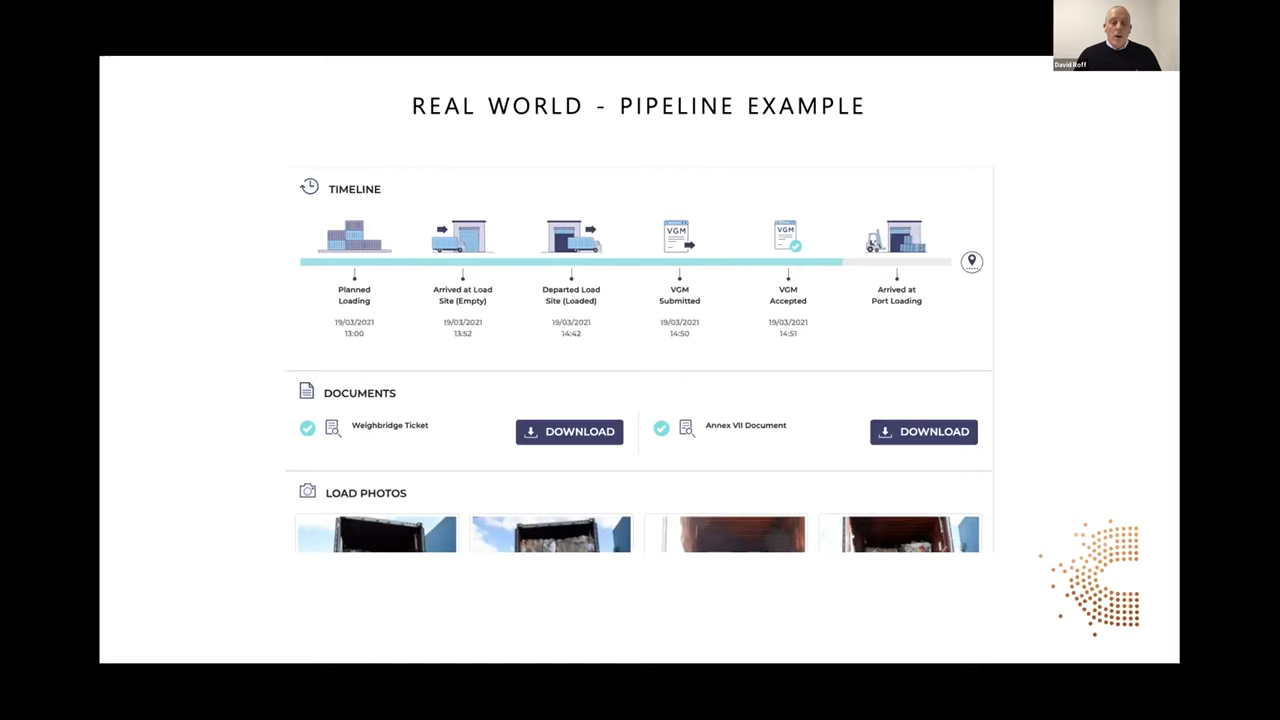 David Roff
REAL WORLD - PIPELINE EXAMPLE
TIMELINE
VGM
VGM
Planned
Loading
19/03/2021
13:00
Arrived at Load
Site (Empty)
19/03/2021
13:52
Departed Load
Site (Loaded)
19/03/2021
14:42
VGM
Submitted
19/03/2021
14:50
VGM
Accepted
19/03/2021
14:51
Arrived at
Port Loading
DOCUMENTS
Weighbridge Ticket
DOWNLOAD
Annex VII Document
DOWNLOAD
LOAD PHOTOS